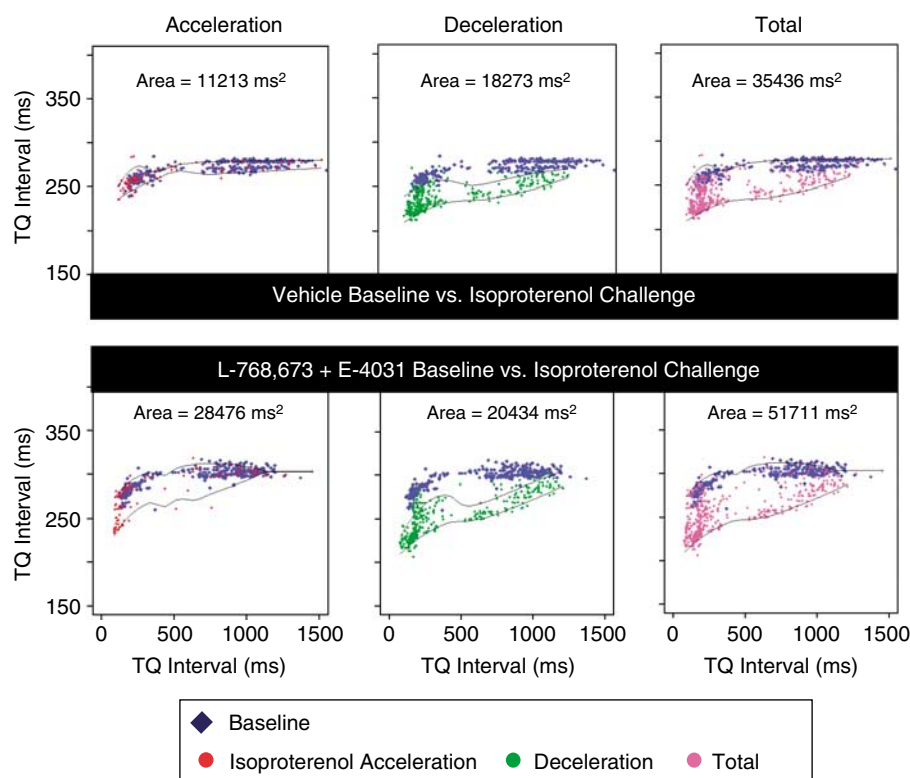 Acceleration Deceleration Total
Area = 11213 ms² Area = 18273 ms² Area = 35436 ms²
TQ Interval (ms)
350
250
150
Vehicle Baseline vs. Isoproterenol Challenge
L-768,673 + E-4031 Baseline vs. Isoproterenol Challenge
Area = 28476 ms² Area = 20434 ms² Area = 51711 ms²
TQ Interval (ms)
350
250
150
0 500 1000 1500 0 500 1000 1500 0 500 1000 1500
TQ Interval (ms) TQ Interval (ms) TQ Interval (ms)
Baseline
Isoproterenol Acceleration Deceleration Total